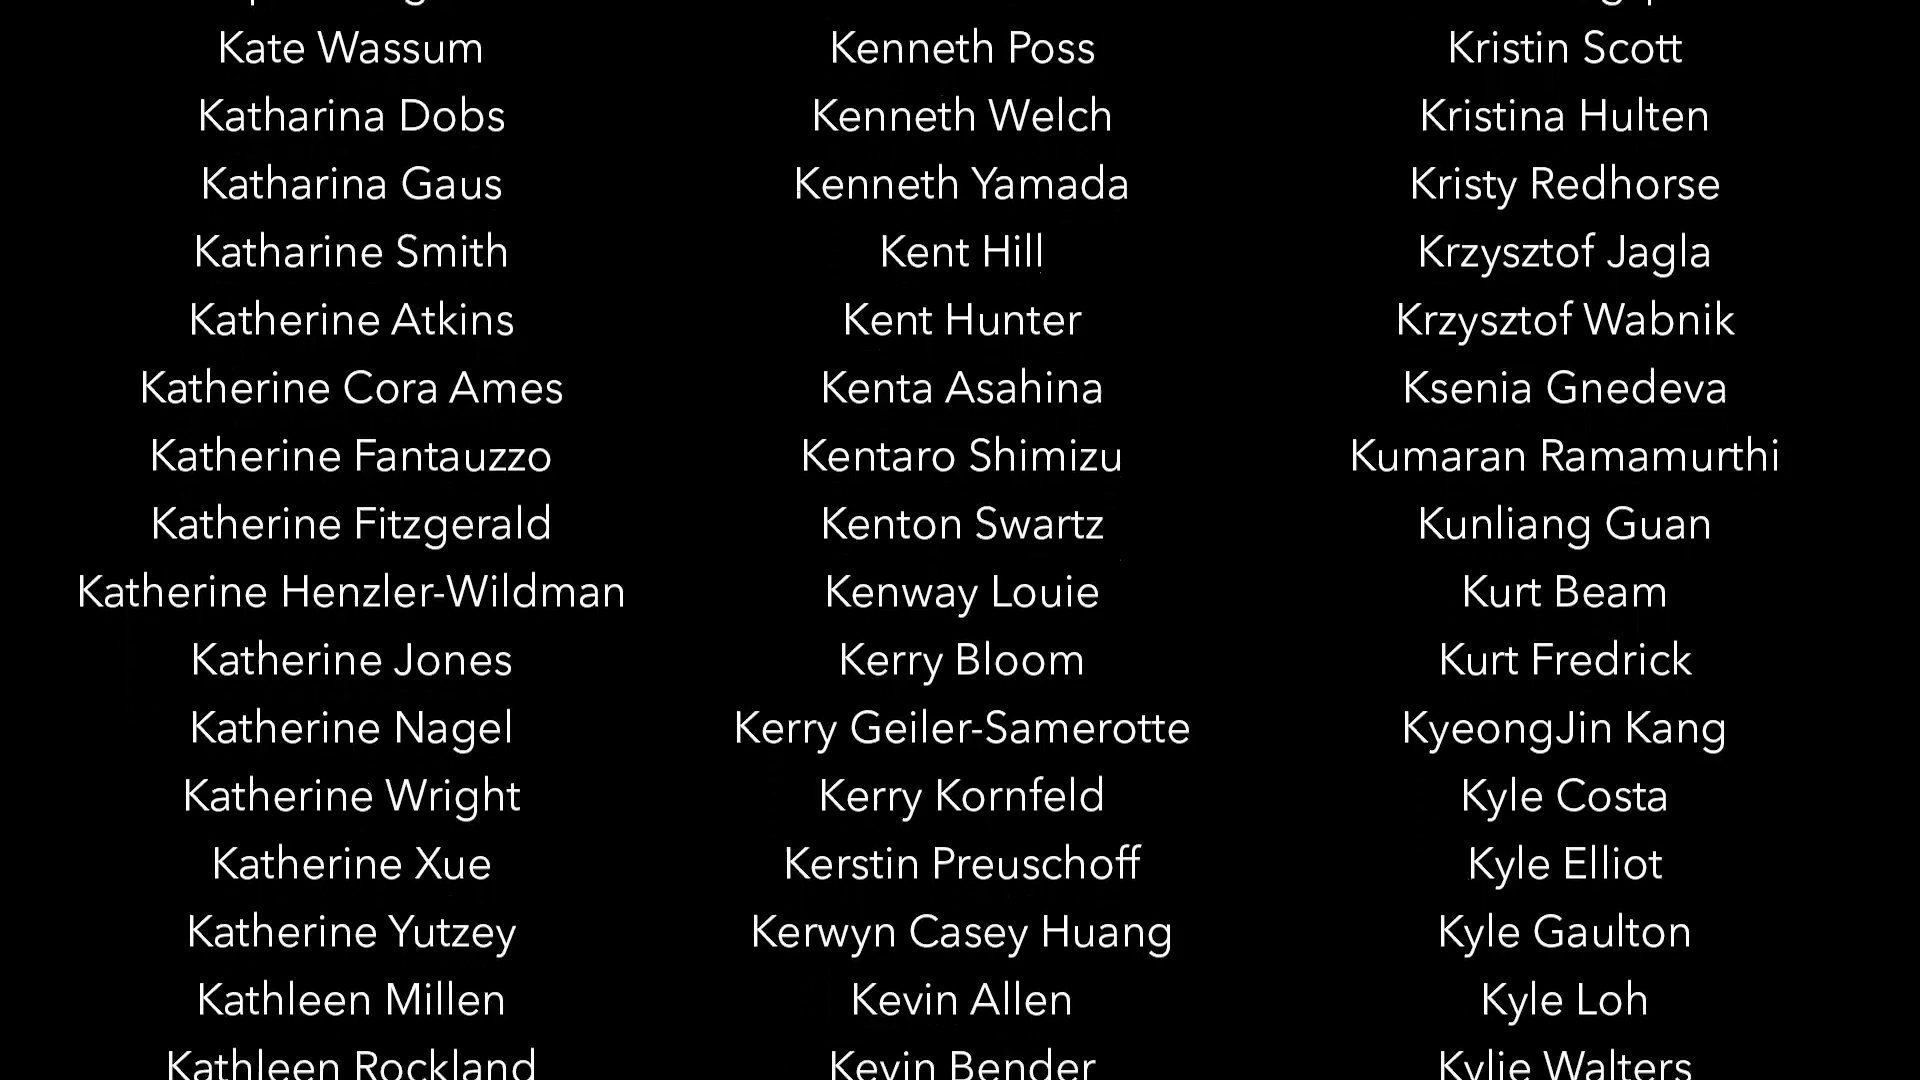 Kate Wassum
Katharina Dobs
Katharina Gaus
Katharine Smith
Katherine Atkins
Katherine Cora Ames
Katherine Fantauzzo
Katherine Fitzgerald
Katherine Henzler-Wildman
Katherine Jones
Katherine Nagel
Katherine Wright
Katherine Xue
Katherine Yutzey
Kathleen Millen
Kathleen Rockland
Kenneth Poss
Kenneth Welch
Kenneth Yamada
Kent Hill
Kent Hunter
Kenta Asahina
Kentaro Shimizu
Kenton Swartz
Kenway Louie
Kerry Bloom
Kerry Geiler-Samerotte
Kerry Kornfeld
Kerstin Preuschoff
Kerwyn Casey Huang
Kevin Allen
Kevin Bender
Kristin Scott
Kristina Hulten
Kristy Redhorse
Krzysztof Jagla
Krzysztof Wabnik
Ksenia Gnedeva
Kumaran Ramamurthi
Kunliang Guan
Kurt Beam
Kurt Fredrick
KyeongJin Kang
Kyle Costa
Kyle Elliot
Kyle Gaulton
Kyle Loh
Kylie Walters